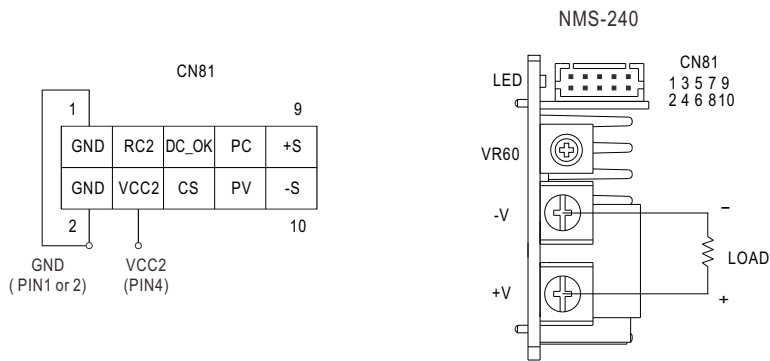 NMS-240
CN81
1 9
GND RC2 DC_OK PC +S
GND VCC2 CS PV -S
2 10
GND
( PIN1 or 2)
VCC2
(PIN4)
LED
CN81
1 3 5 7 9
2 4 6 8 10
VR60
-V
+V
-
LOAD
+